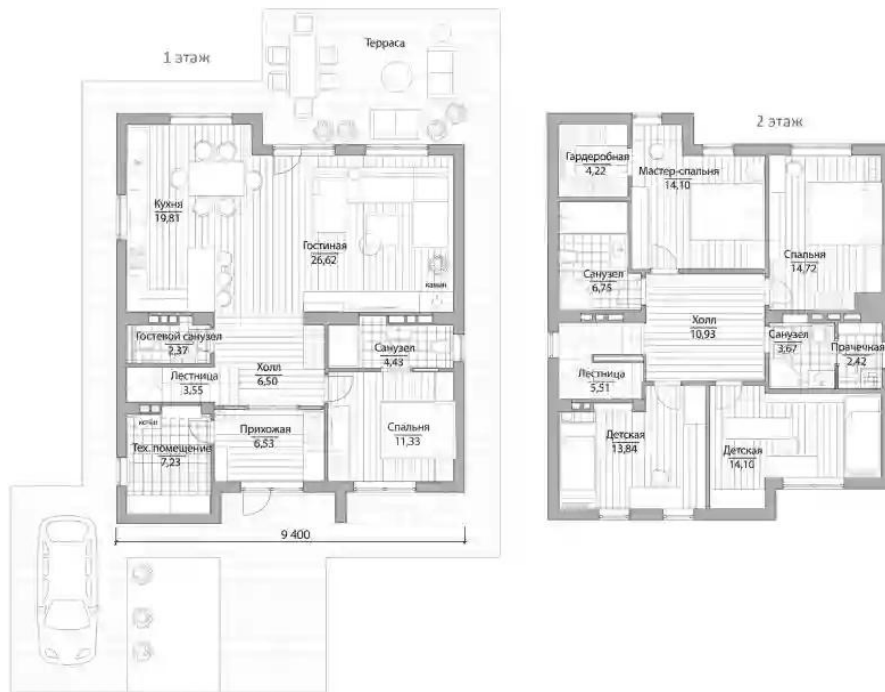 1 этаж
Терраса
Кухня
19,81
Гостиная
26,62
камин
Гостевой санузел
2,37
Санузел
4,43
Холл
6,50
Лестница
3,55
Прихожая
6,53
Спальня
11,33
котёл
Тех. помещение
7,23
9 400
2 этаж
Гардеробная
4,22
Мастер-спальня
14,10
Спальня
14,72
Санузел
6,75
Холл
10,93
Санузел
3,67
Прачечная
2,42
Лестница
5,51
Детская
13,84
Детская
14,10